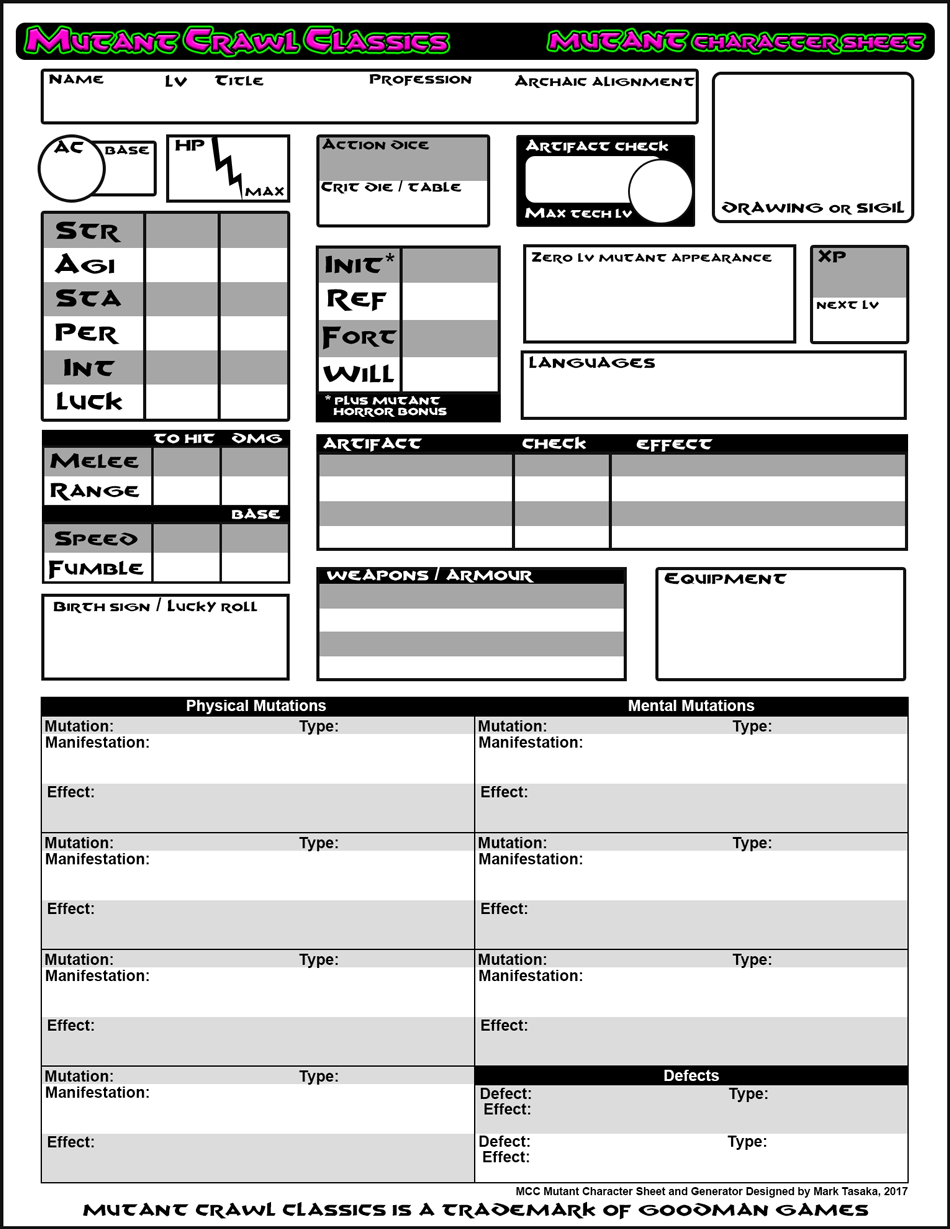 Mutant Crawl Classics
Mutant character sheet
Name Lv Title Profession Archaic Alignment
AC Base
HP
Max
Action dice
Crit die / table
Artifact check
Max tech lv
Drawing or sigil
Str
Agi
Sta
Per
Int
Luck
Init*
Ref
Fort
Will
* plus mutant
horror bonus
Zero lv mutant appearance
XP
next lv
Languages
to hit dmg
Melee
Range
base
Speed
Fumble
Artifact check effect
Weapons / Armour
Equipment
Birth sign / Lucky roll
Physical Mutations
Mental Mutations
Mutation: Type:
Manifestation:
Effect:
Mutation: Type:
Manifestation:
Effect:
Mutation: Type:
Manifestation:
Effect:
Mutation: Type:
Manifestation:
Effect:
Mutation: Type:
Manifestation:
Effect:
Mutation: Type:
Manifestation:
Effect:
Mutation: Type:
Manifestation:
Effect:
Defects
Defect: Type:
Effect:
Defect: Type:
Effect:
MCC Mutant Character Sheet and Generator Designed by Mark Tasaka, 2017
Mutant Crawl Classics is a trademark of Goodman Games